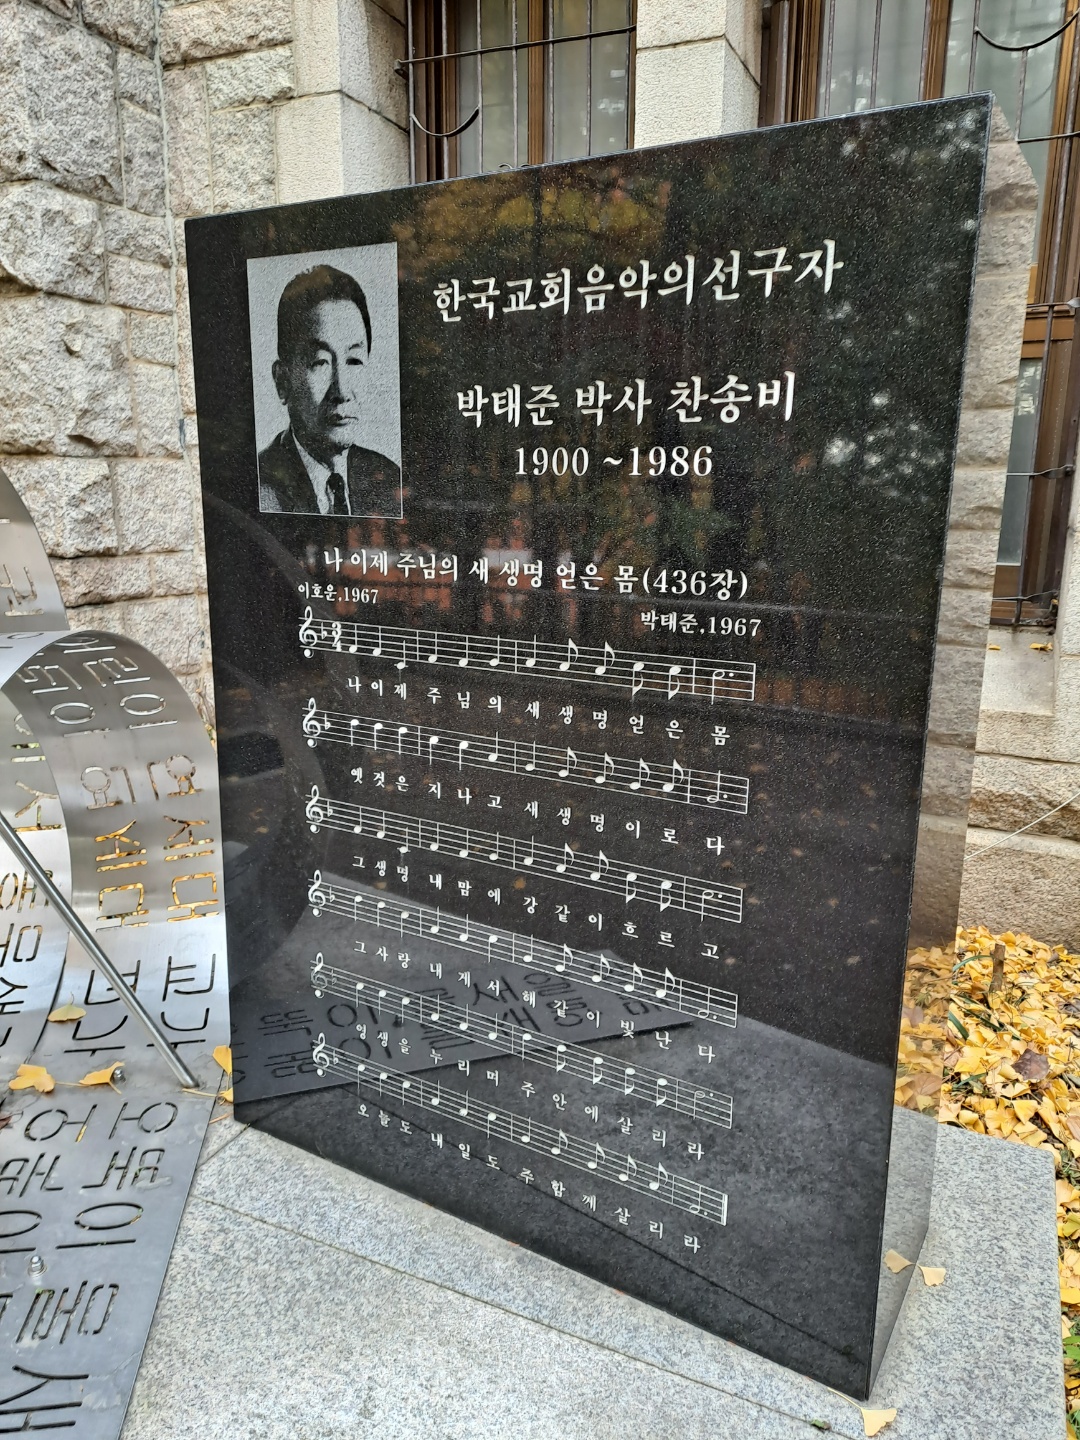 한국교회음악의선구자
박태준 박사 찬송비
1900 ~1986
나 이제 주님의 새 생명 얻은 몸(436장)
이호운,1967
박태준,1967
나 이 제 주 님 의 새 생 명 얻 은 몸
옛 것 은 지 나 고 새 생 명 이 로 다
그 생 명 내 맘 에 강 같 이 흐 르 고
그 사 랑 내 게 서 해 같 이 빛 난 다
영 생 을 누 리 며 주 안 에 살 리 라
오 늘 도 내 일 도 주 함 께 살 리 라